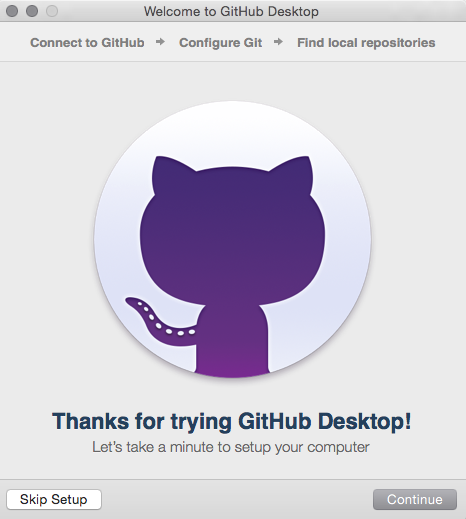 Welcome to GitHub Desktop
Connect to GitHub → Configure Git → Find local repositories
Thanks for trying GitHub Desktop!
Let's take a minute to setup your computer
Skip Setup
Continue